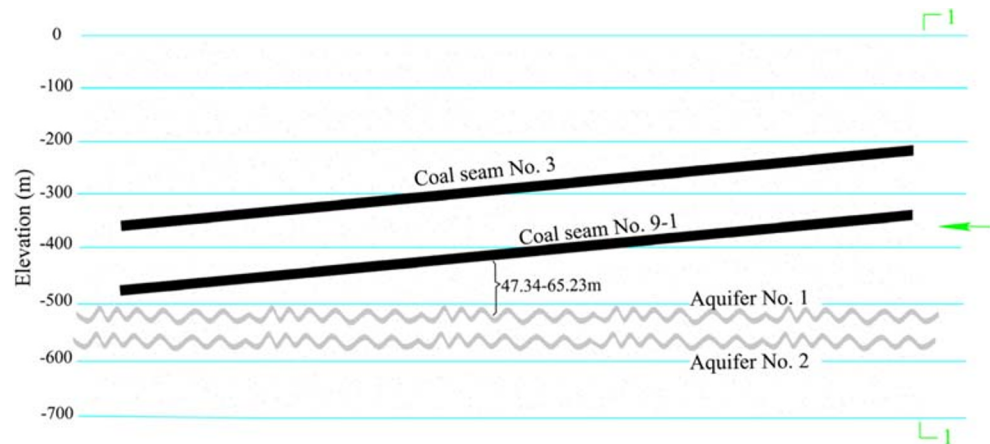 1
0
-100
-200
Coal seam No. 3
-300
Coal seam No. 9-1
-400
Elevation (m)
47.34-65.23m
-500
Aquifer No. 1
-600
Aquifer No. 2
-700
1